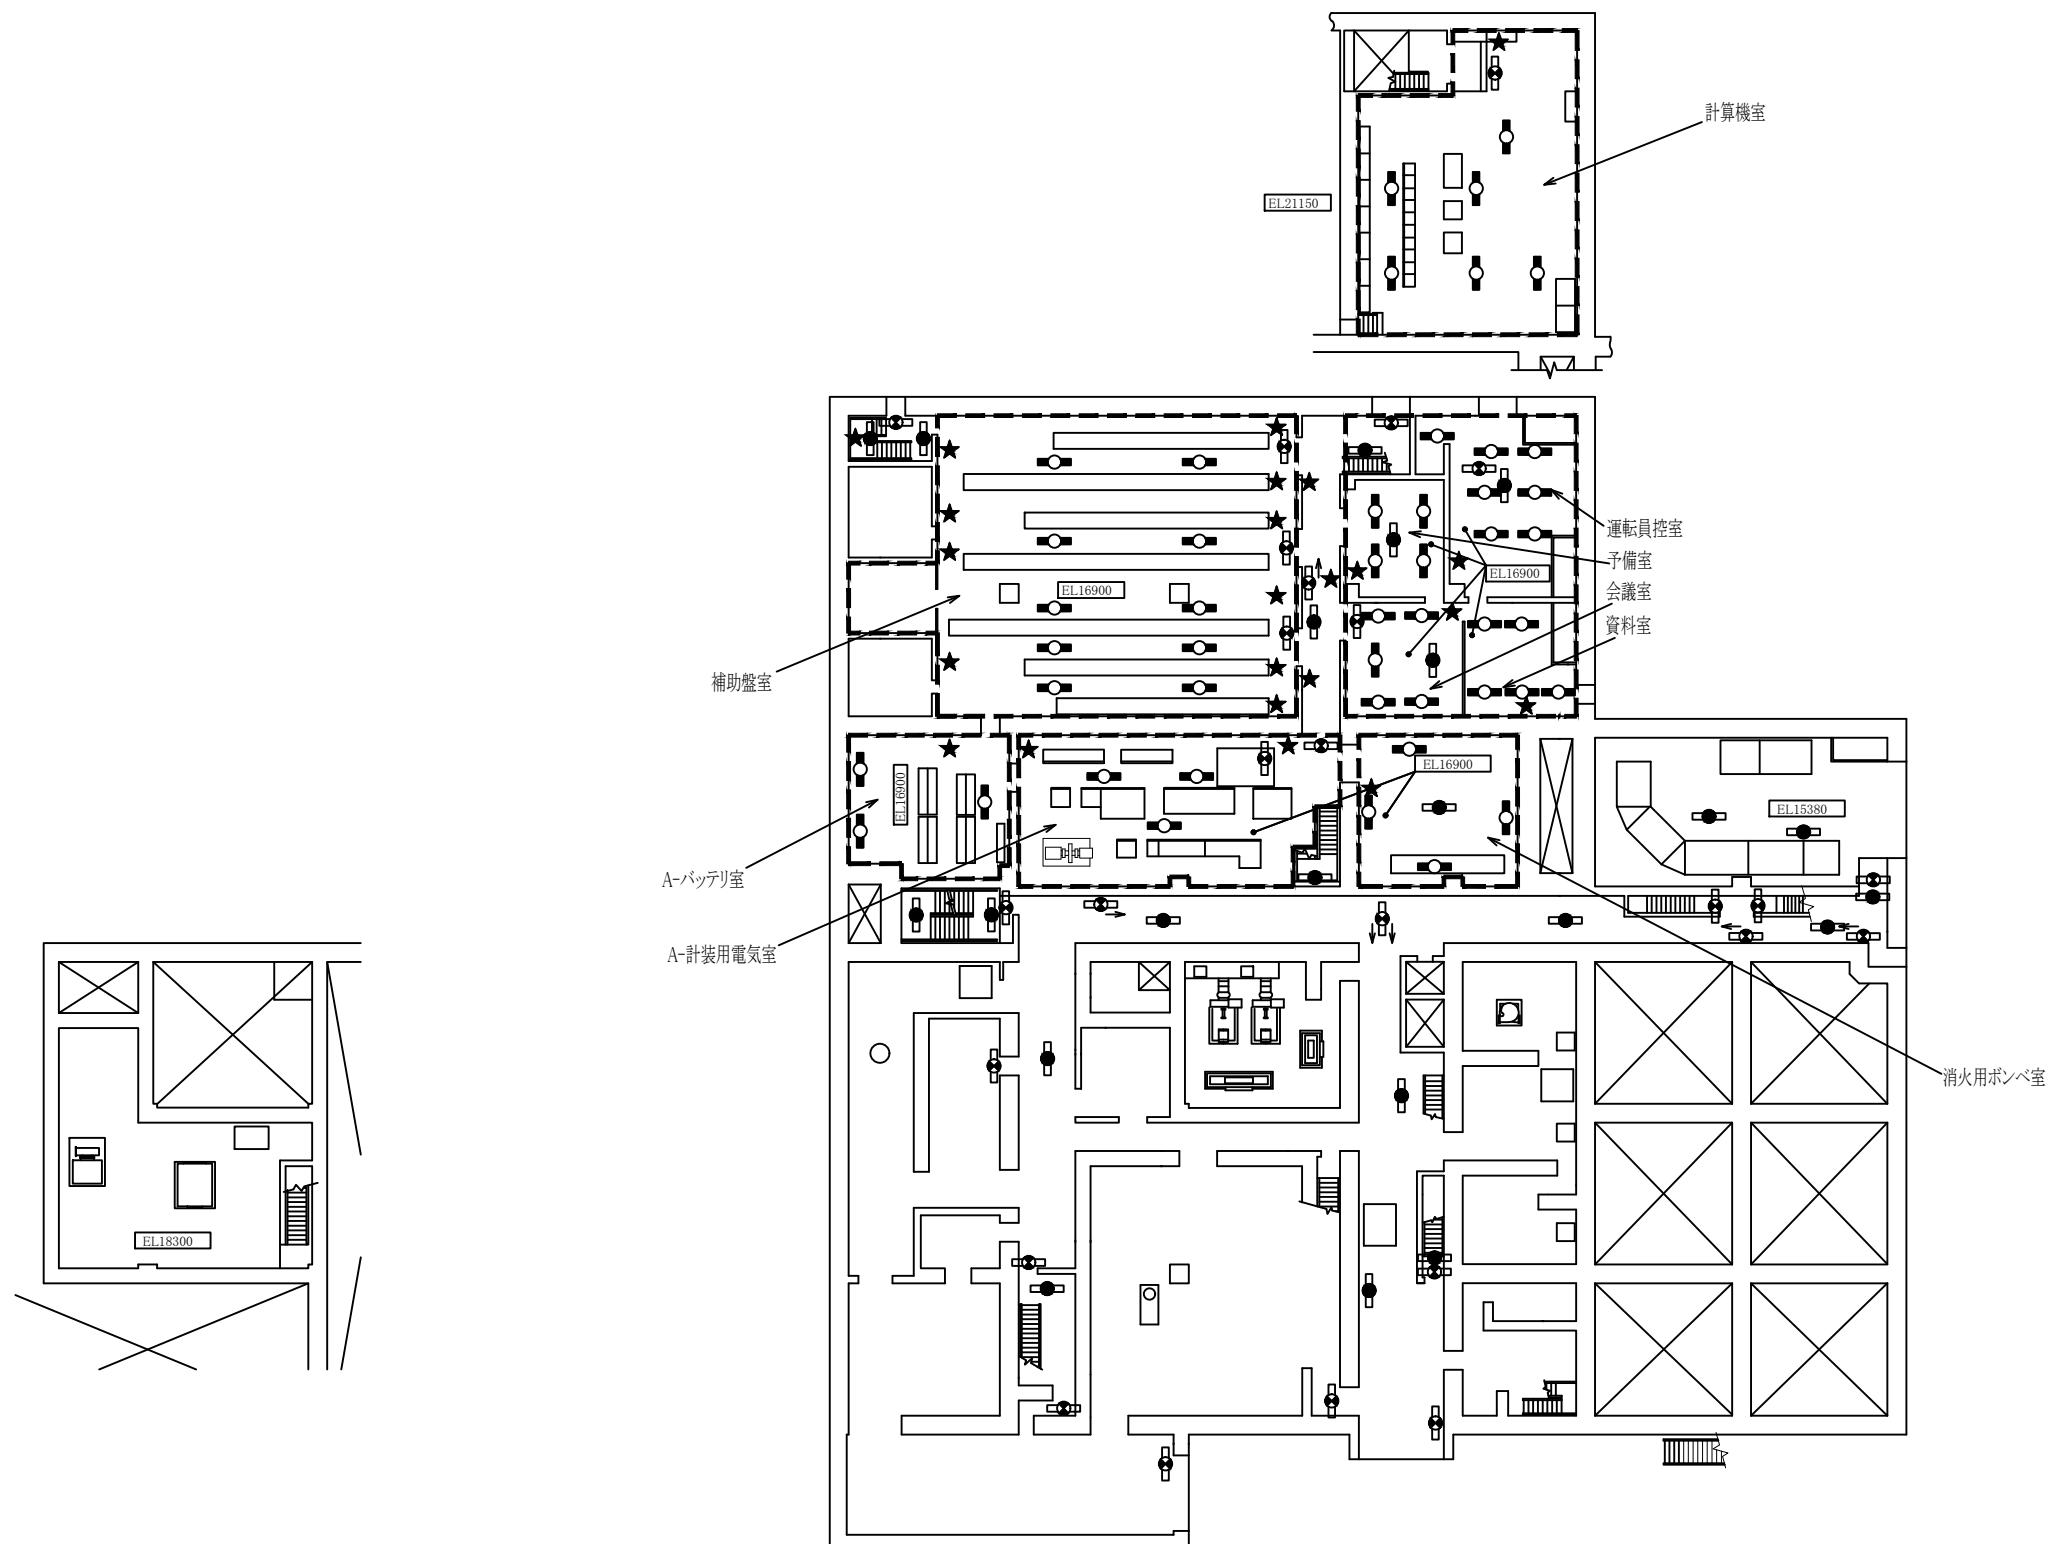 計算機室
EL21150
運転員控室
予備室
EL16900
EL16900
会議室
資料室
補助盤室
EL16900
EL16900
EL15380
A-バッテリ室
A-計装用電気室
消火用ボンベ室
EL18300